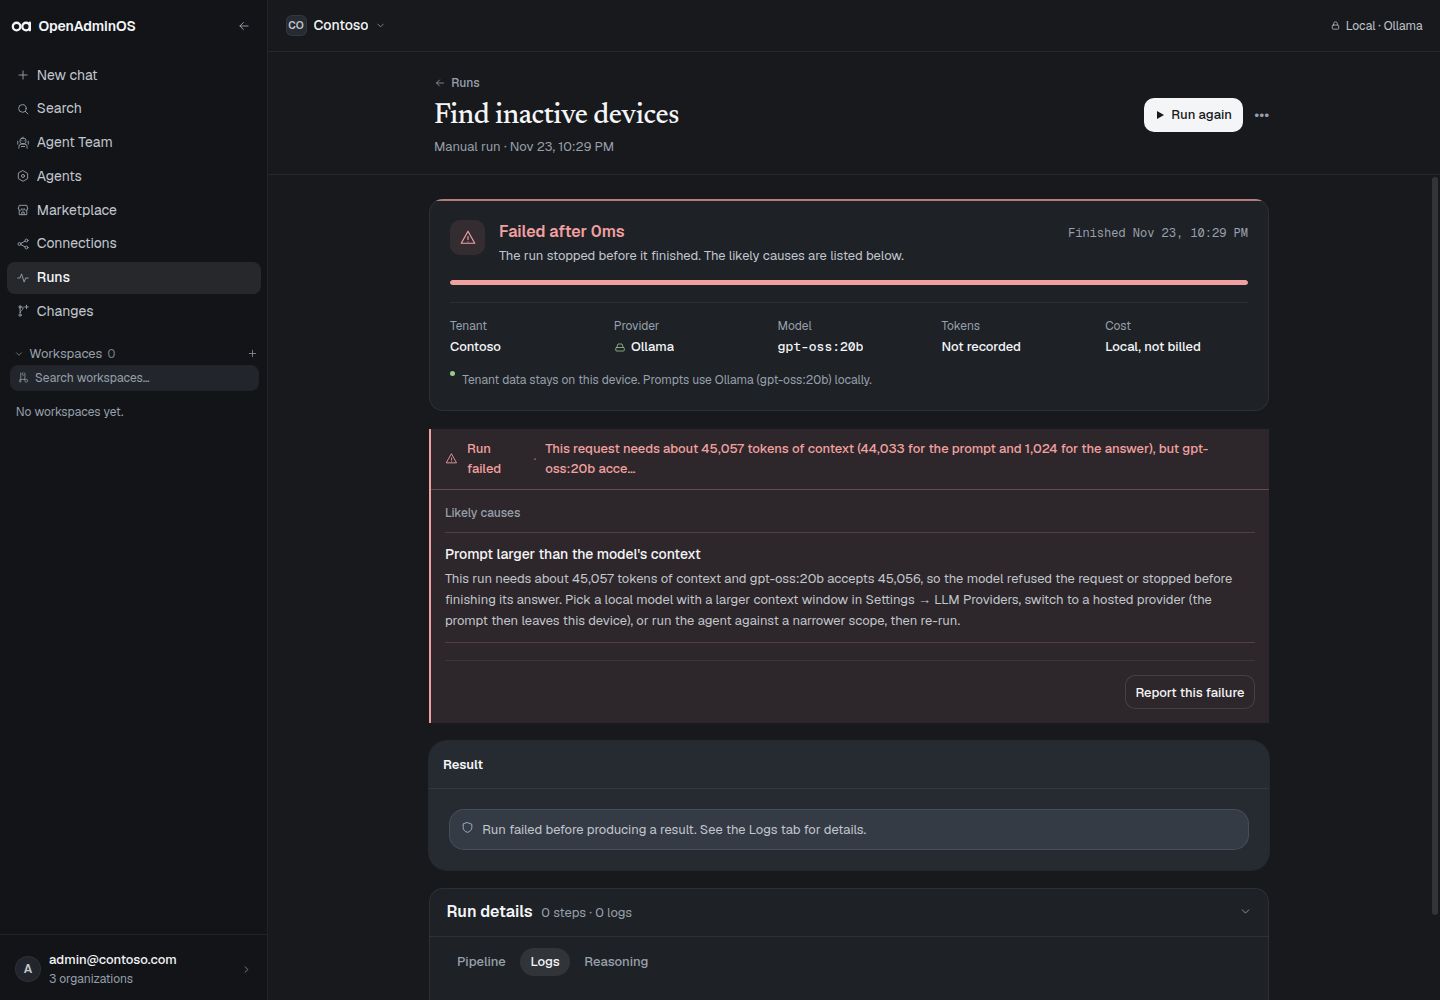 OpenAdminOS
New chat
Search
Agent Team
Agents
Marketplace
Connections
Runs
Changes
Workspaces 0
Search workspaces...
No workspaces yet.
A
admin@contoso.com
3 organizations
CO Contoso
Local · Ollama
Runs
Find inactive devices
Manual run · Nov 23, 10:29 PM
Run again
Failed after 0ms
Finished Nov 23, 10:29 PM
The run stopped before it finished. The likely causes are listed below.
Tenant
Contoso
Provider
Ollama
Model
gpt-oss:20b
Tokens
Not recorded
Cost
Local, not billed
Tenant data stays on this device. Prompts use Ollama (gpt-oss:20b) locally.
Run
failed
·
This request needs about 45,057 tokens of context (44,033 for the prompt and 1,024 for the answer), but gpt-
oss:20b acce...
Likely causes
Prompt larger than the model's context
This run needs about 45,057 tokens of context and gpt-oss:20b accepts 45,056, so the model refused the request or stopped before
finishing its answer. Pick a local model with a larger context window in Settings → LLM Providers, switch to a hosted provider (the
prompt then leaves this device), or run the agent against a narrower scope, then re-run.
Report this failure
Result
Run failed before producing a result. See the Logs tab for details.
Run details 0 steps · 0 logs
Pipeline
Logs
Reasoning